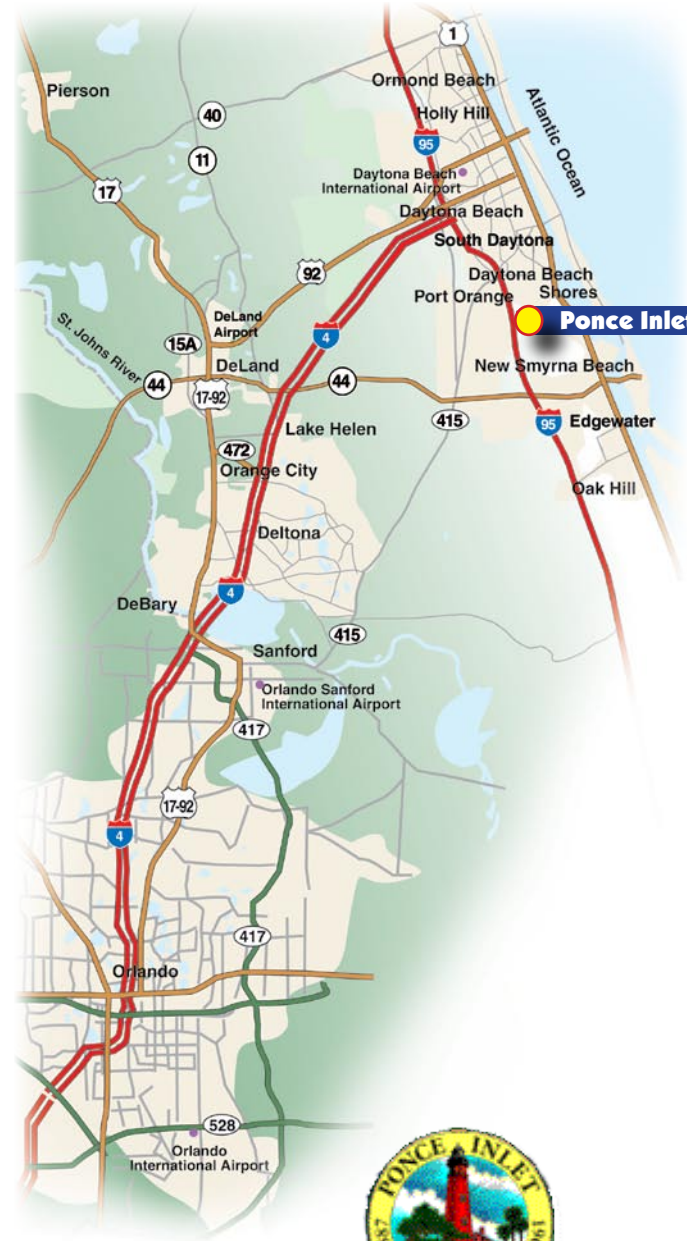 1
Pierson
Ormond Beach
40
Holly Hill
Atlantic Ocean
95
11
Daytona Beach
International Airport
17
Daytona Beach
South Daytona
92
Daytona Beach
Shores
Port Orange
Ponce Inlet
DeLand
Airport
St. Johns River
4
15A
DeLand
New Smyrna Beach
44
44
17-92
415
95
Edgewater
Lake Helen
472
Orange City
Oak Hill
Deltona
4
DeBary
415
Sanford
Orlando Sanford
International Airport
417
17-92
4
417
Orlando
528
Orlando
International Airport
PONCE INLET